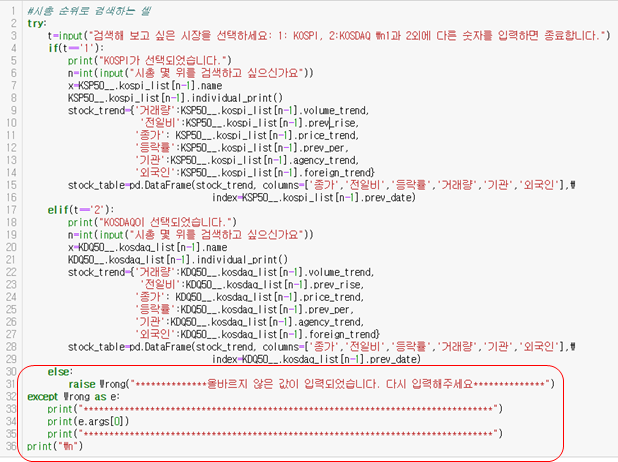 1 #시총 순위로 검색하는 셀
2 try:
3 t=input("검색해 보고 싶은 시장을 선택하세요: 1: KOSPI, 2:KOSDAQ ₩n1과 2외에 다른 숫자를 입력하면 종료합니다.")
4 if(t=='1'):
5 print("KOSPI가 선택되었습니다.")
6 n=int(input("시총 몇 위를 검색하고 싶으신가요"))
7 x=KSP50__.kospi_list[n-1].name
8 KSP50__.kospi_list[n-1].individual_print()
9 stock_trend={'거래량':KSP50__.kospi_list[n-1].volume_trend,
10 '전일비':KSP50__.kospi_list[n-1].prev_rise,
11 '종가': KSP50__.kospi_list[n-1].price_trend,
12 '등락률':KSP50__.kospi_list[n-1].prev_per,
13 '기관':KSP50__.kospi_list[n-1].agency_trend,
14 '외국인':KSP50__.kospi_list[n-1].foreign_trend}
15 stock_table=pd.DataFrame(stock_trend, columns=['종가','전일비','등락률','거래량','기관','외국인'],₩
16 index=KSP50__.kospi_list[n-1].prev_date)
17 elif(t=='2'):
18 print("KOSDAQ이 선택되었습니다.")
19 n=int(input("시총 몇 위를 검색하고 싶으신가요"))
20 x=KDQ50__.kosdaq_list[n-1].name
21 KDQ50__.kosdaq_list[n-1].individual_print()
22 stock_trend={'거래량':KDQ50__.kosdaq_list[n-1].volume_trend,
23 '전일비':KDQ50__.kosdaq_list[n-1].prev_rise,
24 '종가': KDQ50__.kosdaq_list[n-1].price_trend,
25 '등락률':KDQ50__.kosdaq_list[n-1].prev_per,
26 '기관':KDQ50__.kosdaq_list[n-1].agency_trend,
27 '외국인':KDQ50__.kosdaq_list[n-1].foreign_trend}
28 stock_table=pd.DataFrame(stock_trend, columns=['종가','전일비','등락률','거래량','기관','외국인'],₩
29 index=KDQ50__.kosdaq_list[n-1].prev_date)
30 else:
31 raise Wrong("**************올바르지 않은 값이 입력되었습니다. 다시 입력해주세요**************")
32 except Wrong as e:
33 print("********************************************************************************")
34 print(e.args[0])
35 print("********************************************************************************")
36 print("₩n")